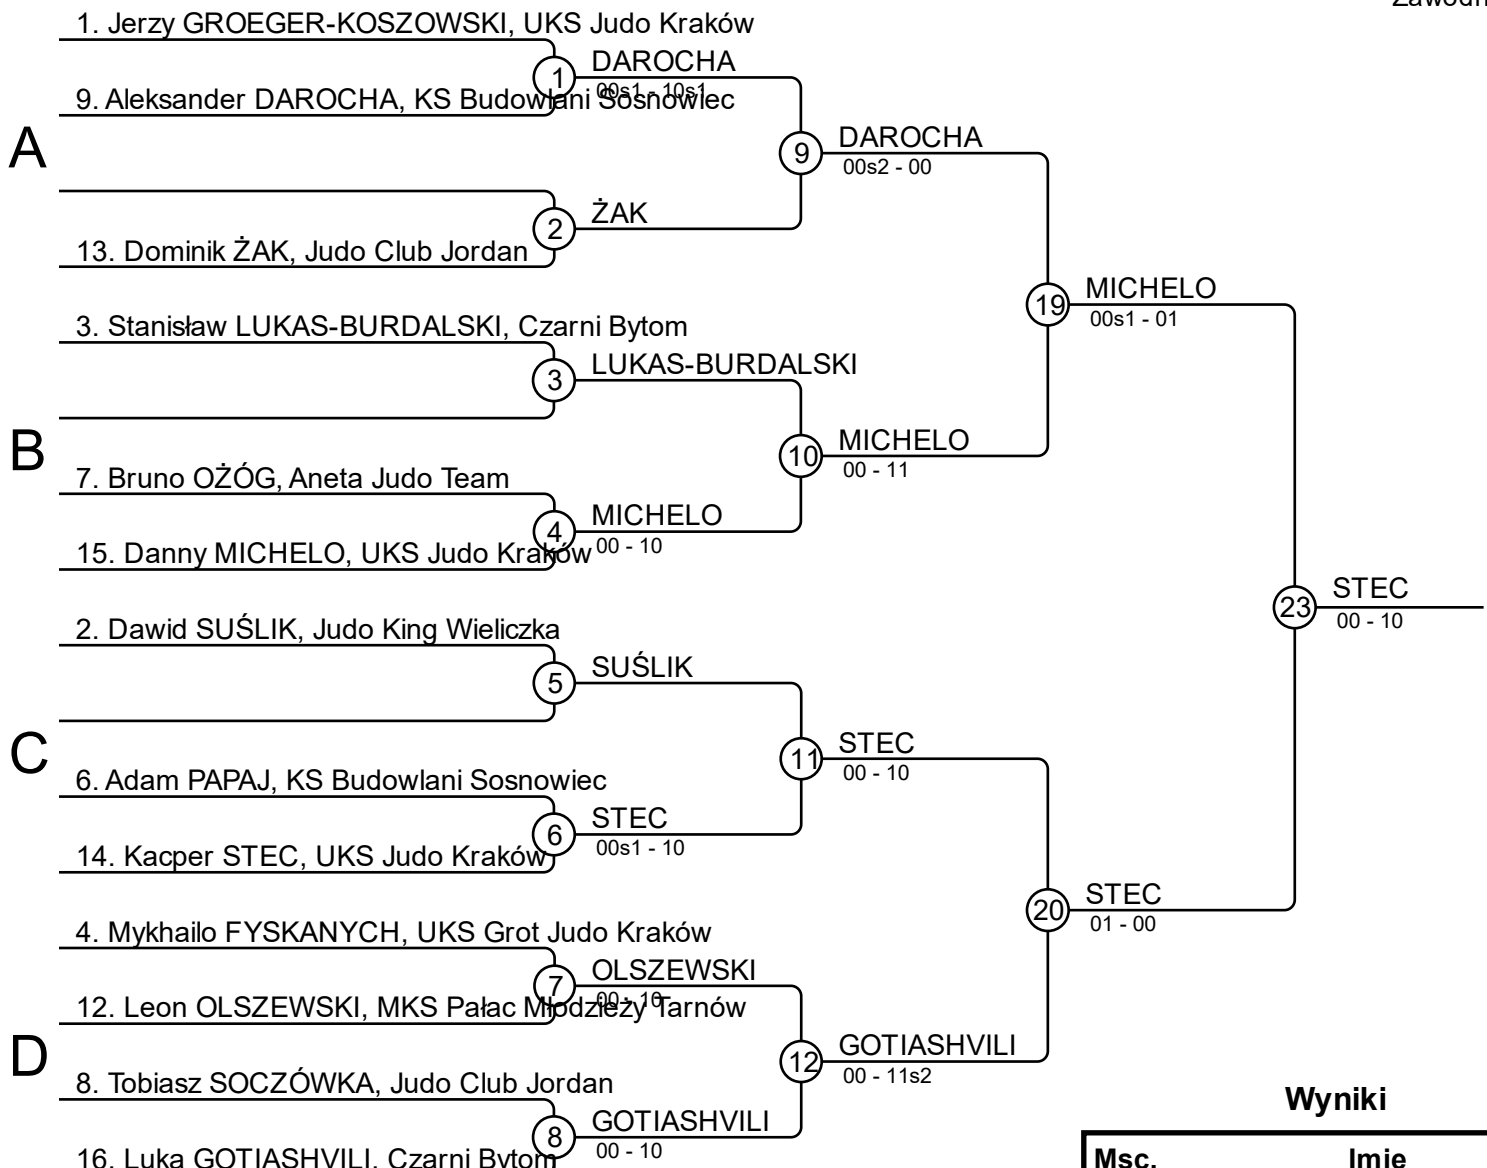 Zawodn
1. Jerzy GROEGER-KOSZOWSKI, UKS Judo Kraków
1
DAROCHA
00s1 - 10s1
9. Aleksander DAROCHA, KS Budowlani Sosnowiec
A
9
DAROCHA
00s2 - 00
2
ŻAK
13. Dominik ŻAK, Judo Club Jordan
19
MICHELO
00s1 - 01
3. Stanisław LUKAS-BURDALSKI, Czarni Bytom
3
LUKAS-BURDALSKI
B
10
MICHELO
00 - 11
7. Bruno OŻÓG, Aneta Judo Team
4
MICHELO
00 - 10
15. Danny MICHELO, UKS Judo Kraków
23
STEC
00 - 10
2. Dawid SUŚLIK, Judo King Wieliczka
5
SUŚLIK
C
11
STEC
00 - 10
6. Adam PAPAJ, KS Budowlani Sosnowiec
6
STEC
00s1 - 10
14. Kacper STEC, UKS Judo Kraków
20
STEC
01 - 00
4. Mykhailo FYSKANYCH, UKS Grot Judo Kraków
7
OLSZEWSKI
00 - 10
12. Leon OLSZEWSKI, MKS Pałac Młodzieży Tarnów
D
12
GOTIASHVILI
00 - 11s2
8. Tobiasz SOCZÓWKA, Judo Club Jordan
8
GOTIASHVILI
00 - 10
16. Luka GOTIASHVILI, Czarni Bytom
Wyniki
Msc. Imię